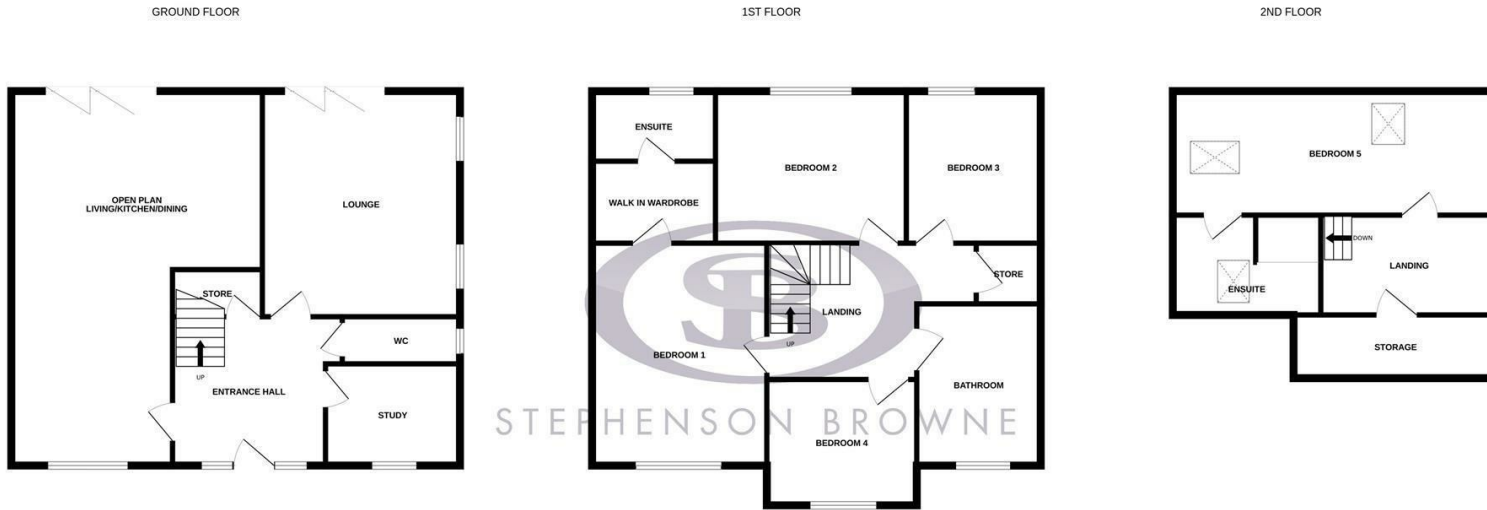 GROUND FLOOR
OPEN PLAN
LIVING/KITCHEN/DINING
LOUNGE
STORE
WC
UP
ENTRANCE HALL
STUDY
1ST FLOOR
ENSUITE
BEDROOM 2
BEDROOM 3
WALK IN WARDROBE
STORE
LANDING
UP
BEDROOM 1
BATHROOM
BEDROOM 4
SB
STEPHENSON BROWNE
2ND FLOOR
BEDROOM 5
DOWN
LANDING
ENSUITE
STORAGE